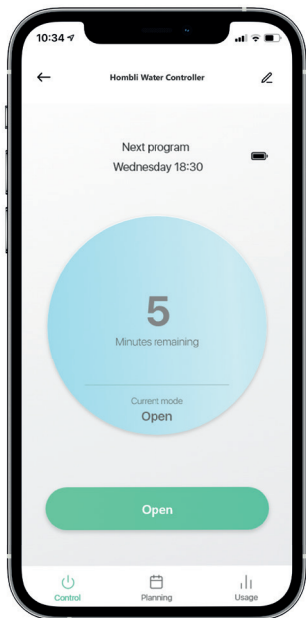 10:34
Hombli Water Controller
Next program
Wednesday 18:30
5
Minutes remaining
Current mode
Open
Open
Control
Planning
Usage